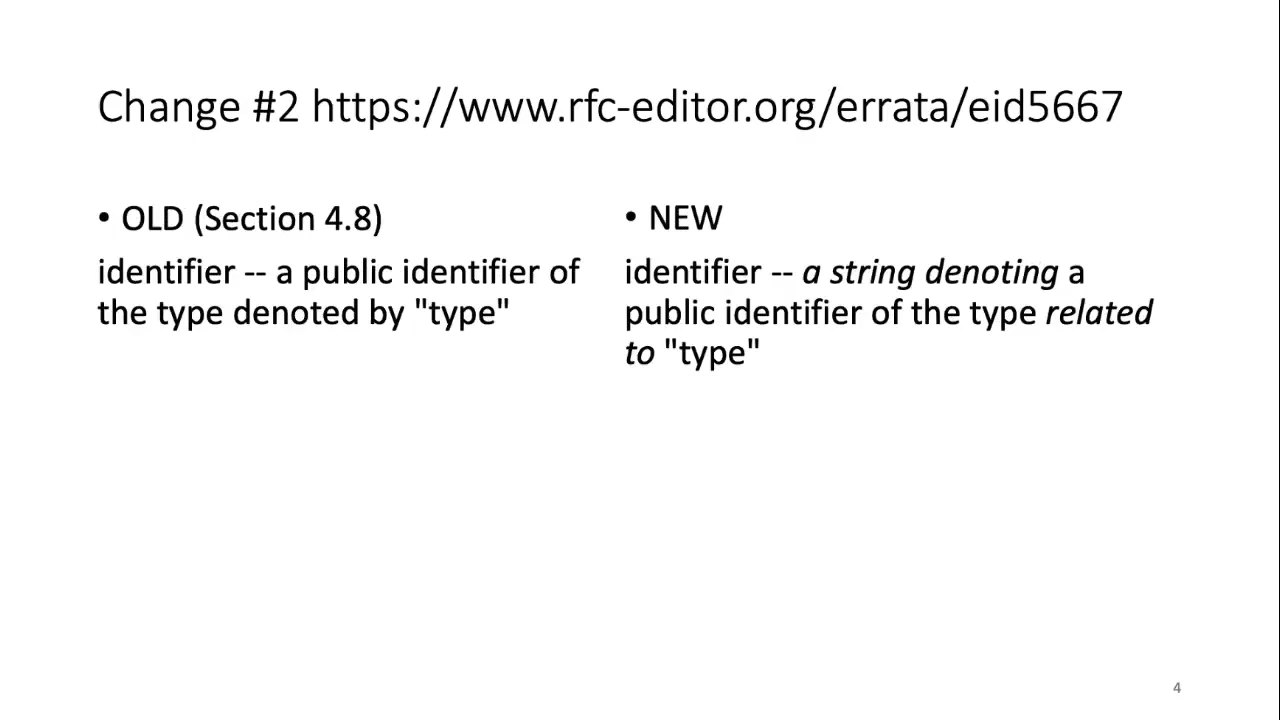 Change #2 https://www.rfc-editor.org/errata/eid5667
• OLD (Section 4.8)
identifier -- a public identifier of
the type denoted by "type"
• NEW
identifier -- a string denoting a
public identifier of the type related
to "type"
4